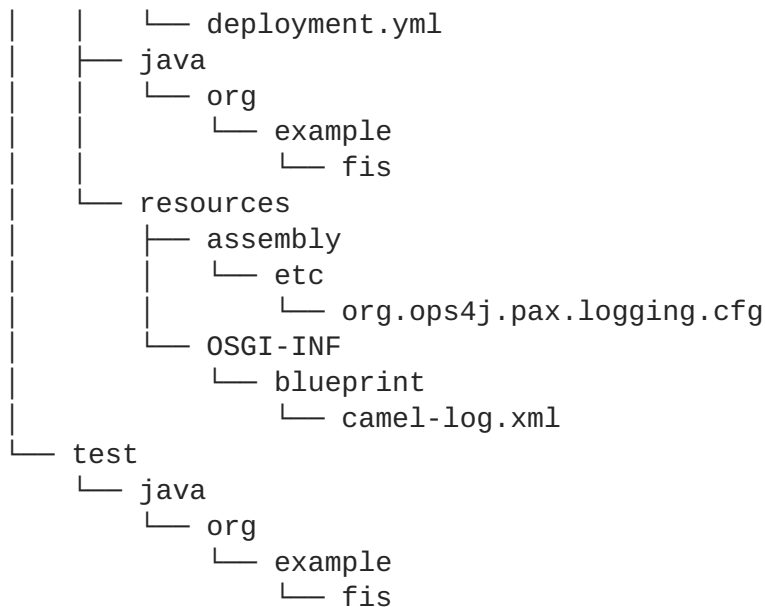 │   │   └── deployment.yml
│   ├── java
│   │   └── org
│   │       └── example
│   │           └── fis
│   └── resources
│       ├── assembly
│       │   └── etc
│       │       └── org.ops4j.pax.logging.cfg
│       └── OSGI-INF
│           └── blueprint
│               └── camel-log.xml
└── test
    └── java
        └── org
            └── example
                └── fis